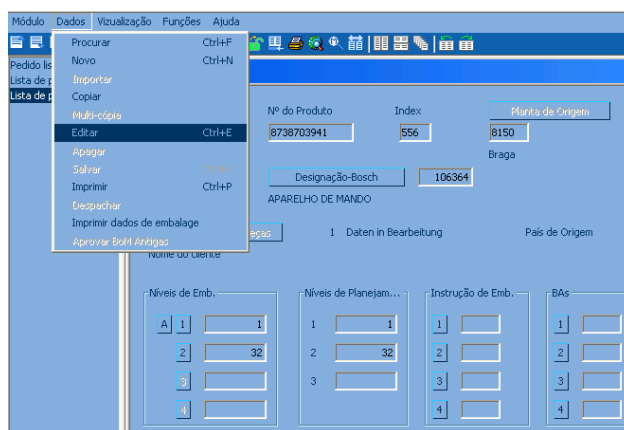 Módulo Dados Vizualização Funções Ajuda
Procurar Ctrl+F
Novo Ctrl+N
Importar
Copiar
Multi-cópia
Editar Ctrl+E
Apagar
Salvar
Imprimir Ctrl+P
Despachar
Imprimir dados de embalage
Aprovar BoM Antigas
Pedido lis
Lista de p
Lista de p
Nº do Produto Index Planta de Origem
8738703941 556 8150
Braga
Designação-Bosch 106364
APARELHO DE MANDO
eças 1 Daten in Bearbeitung País de Origem
Nome do cliente
Níveis de Emb. Níveis de Planejam... Instrução de Emb. BAs
A 1 1 1 1 1 1
2 32 2 32 2 2
3 3 3 3
4 4 4